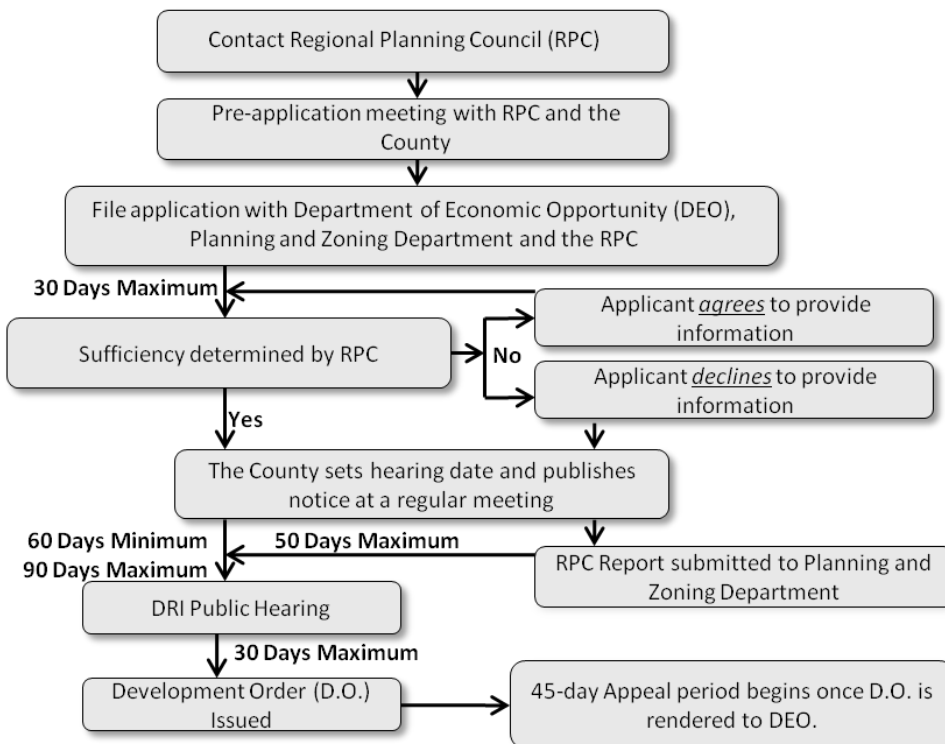 Contact Regional Planning Council (RPC)
Pre-application meeting with RPC and the
County
File application with Department of Economic Opportunity (DEO),
Planning and Zoning Department and the RPC
30 Days Maximum
Applicant agrees to provide
information
Sufficiency determined by RPC
No
Applicant declines to provide
information
Yes
The County sets hearing date and publishes
notice at a regular meeting
60 Days Minimum
90 Days Maximum
50 Days Maximum
RPC Report submitted to Planning and
Zoning Department
DRI Public Hearing
30 Days Maximum
Development Order (D.O.)
Issued
45-day Appeal period begins once D.O. is
rendered to DEO.